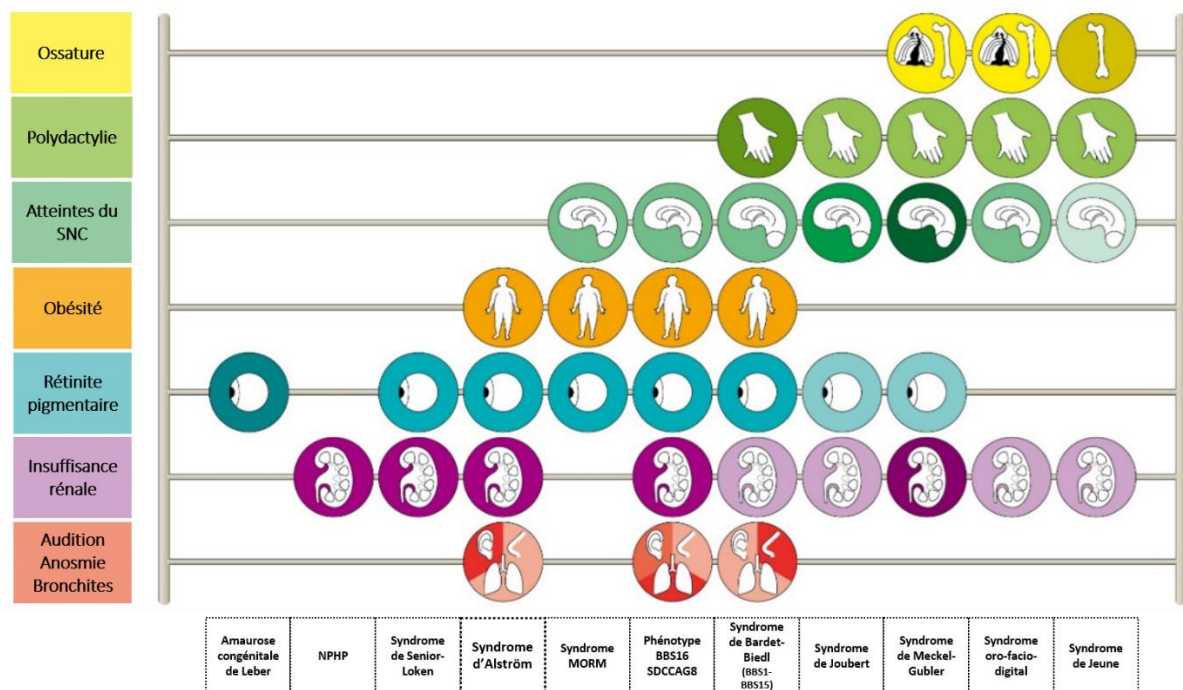 Ossature
Polydactylie
Atteintes du
SNC
Obésité
Rétinite
pigmentaire
Insuffisance
rénale
Audition
Anosmie
Bronchites
Amaurose
congénitale
de Leber
NPHP
Syndrome
de Senior-
Loken
Syndrome
d'Alström
Syndrome
MORM
Phénotype
BBS16
SDCCAG8
Syndrome
de Bardet-
Biedl
(BBS1-
BBS15)
Syndrome
de Joubert
Syndrome
de Meckel-
Gubler
Syndrome
oro-facio-
digital
Syndrome
de Jeune